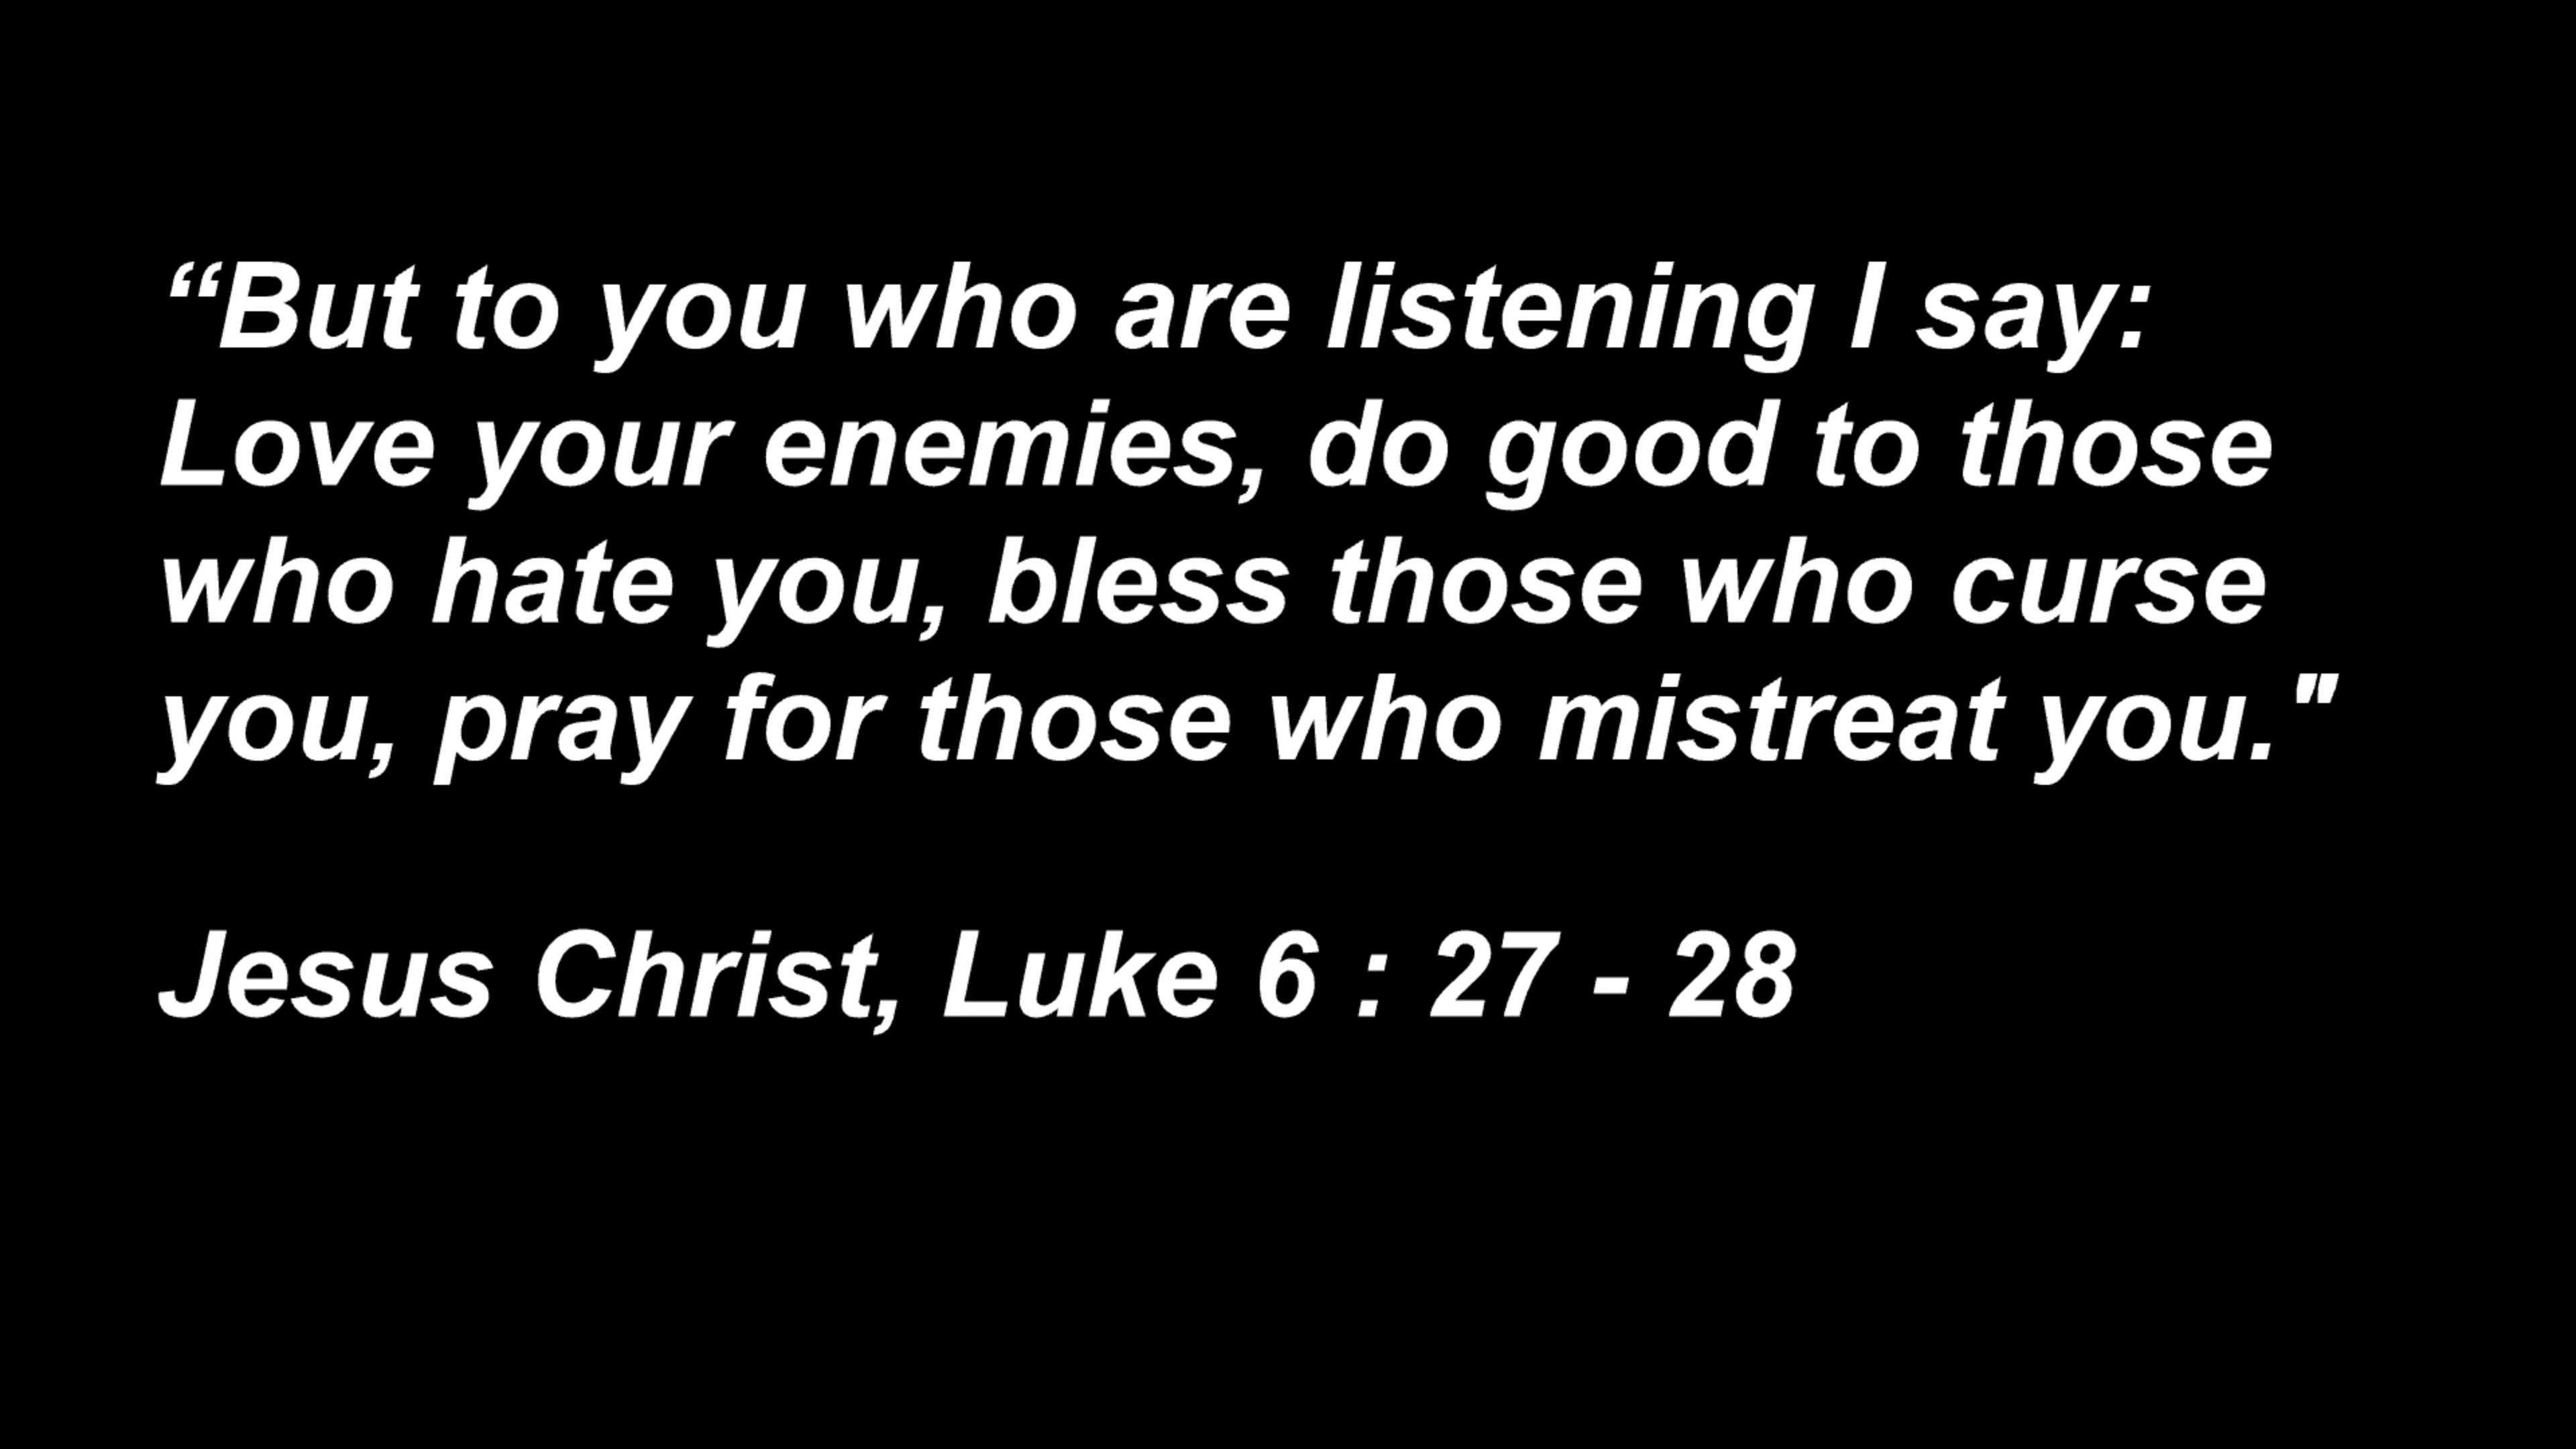 “But to you who are listening I say:
Love your enemies, do good to those
who hate you, bless those who curse
you, pray for those who mistreat you."
Jesus Christ, Luke 6 : 27 - 28